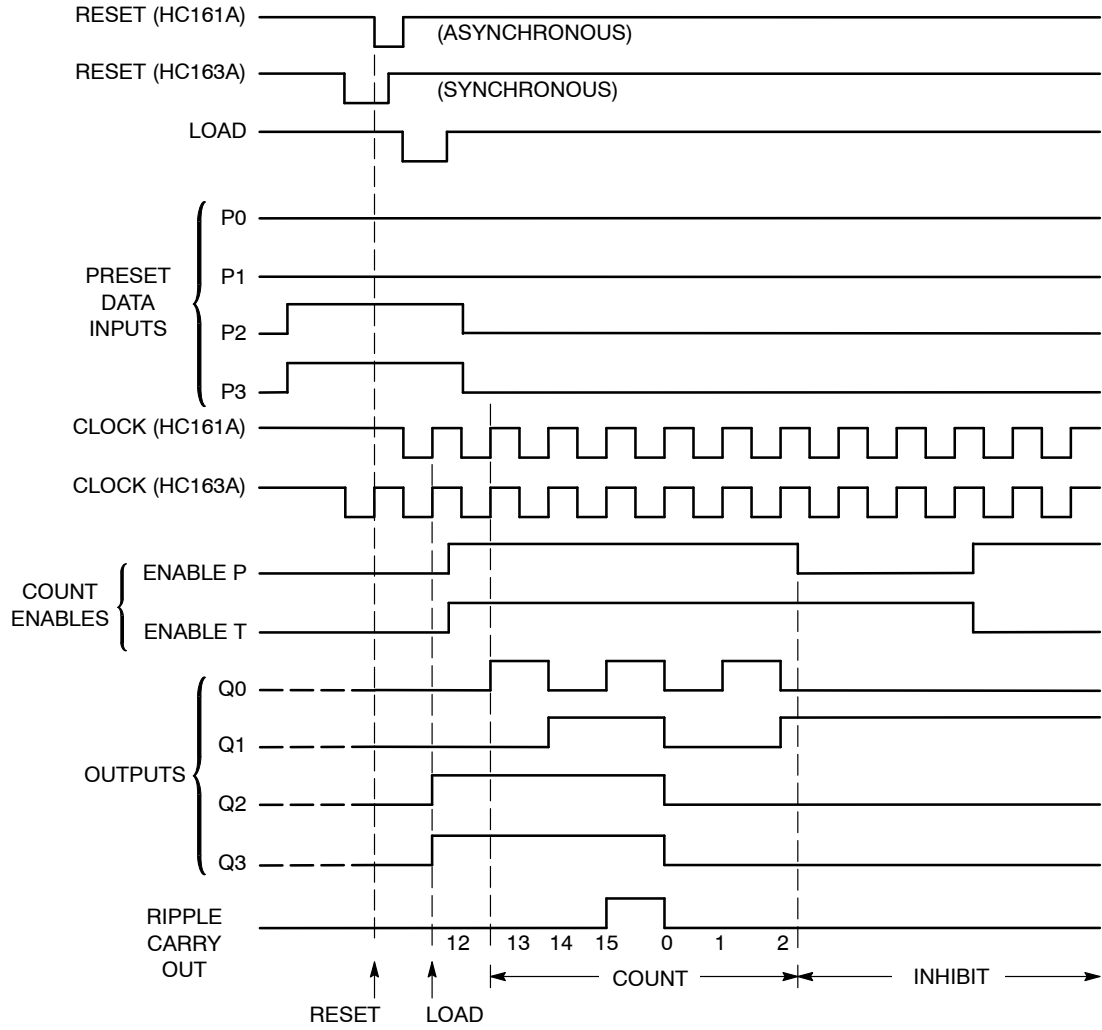 RESET (HC161A)
(ASYNCHRONOUS)
RESET (HC163A)
(SYNCHRONOUS)
LOAD
P0
P1
PRESET
DATA
INPUTS
P2
P3
CLOCK (HC161A)
CLOCK (HC163A)
ENABLE P
COUNT
ENABLES
ENABLE T
Q0
Q1
OUTPUTS
Q2
Q3
RIPPLE
CARRY
OUT
12 13 14 15 0 1 2
COUNT INHIBIT
RESET LOAD